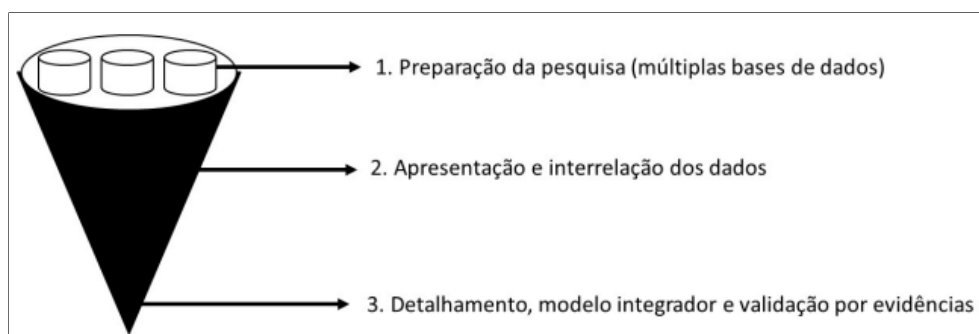 1. Preparação da pesquisa (múltiplas bases de dados)
2. Apresentação e interrelação dos dados
3. Detalhamento, modelo integrador e validação por evidências